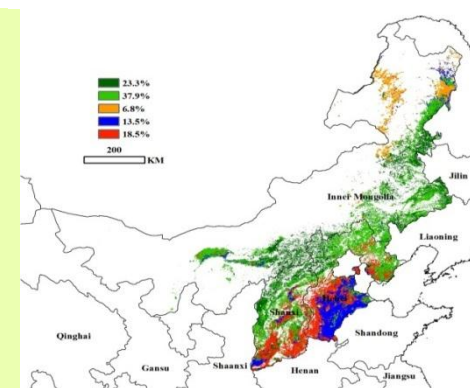 23.3%
37.9%
6.8%
13.5%
18.5%
200
KM
Jilin
Inner Mongolia
Liaoning
Shanxi
Shandong
Qinghai
Gansu
Shaanxi
Henan
Jiangsu